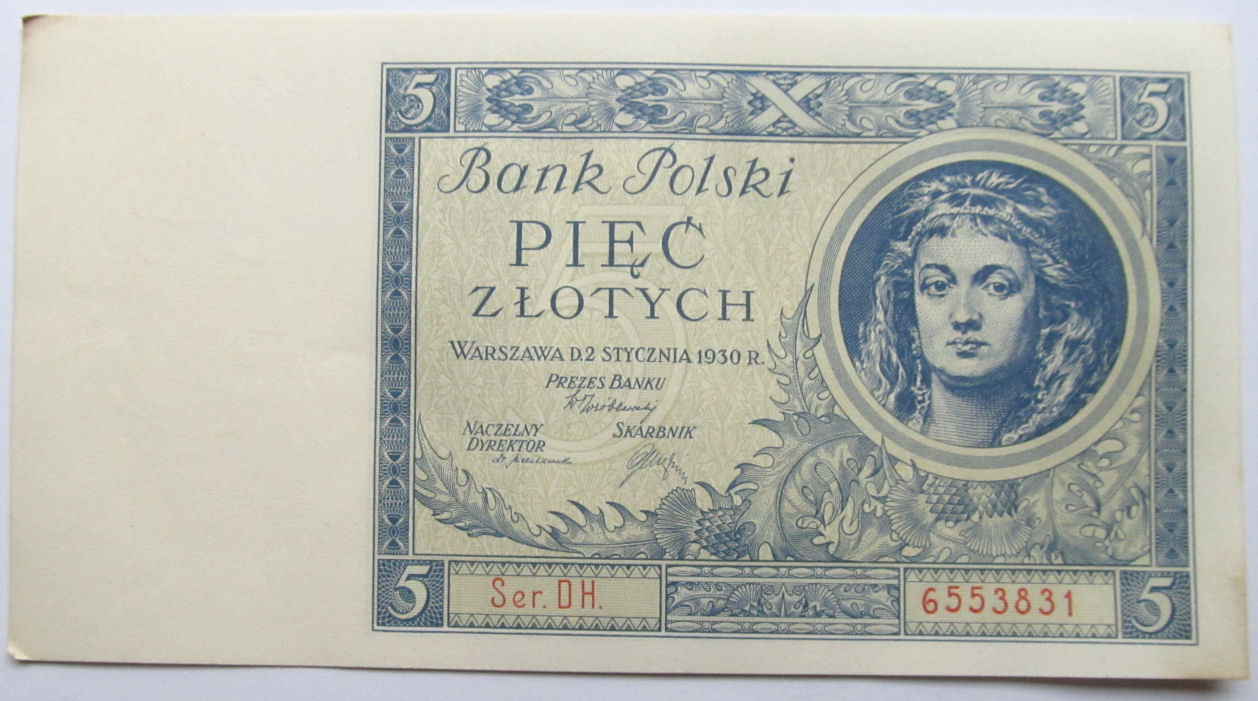 5 5
Bank Polski
PIĘĆ
ZŁOTYCH
WARSZAWA D. 2 STYCZNIA 1930 R.
PREZES BANKU
NACZELNY SKARBNIK
DYREKTOR
5 Ser. DH. 6553831 5